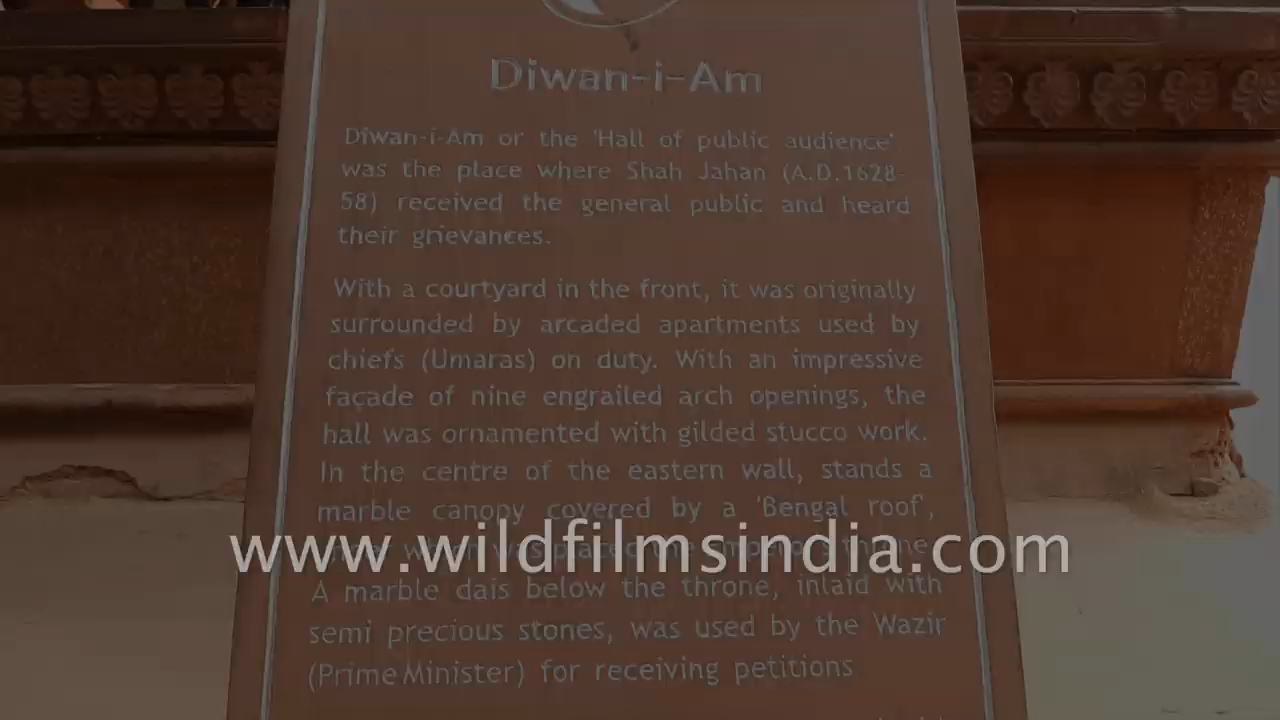 Diwan-i-Am
Diwan-i-Am or the 'Hall of public audience'
was the place where Shah Jahan (A.D.1628-
58) received the general public and heard
their grievances.
With a courtyard in the front, it was originally
surrounded by arcaded apartments used by
chiefs (Umaras) on duty. With an impressive
façade of nine engrailed arch openings, the
hall was ornamented with gilded stucco work.
In the centre of the eastern wall, stands a
marble canopy covered by a 'Bengal roof',
was placed the
www.wildfilmsindia.com
A marble dais below the throne, inlaid with
semi precious stones, was used by the Wazir
(Prime Minister) for receiving petitions